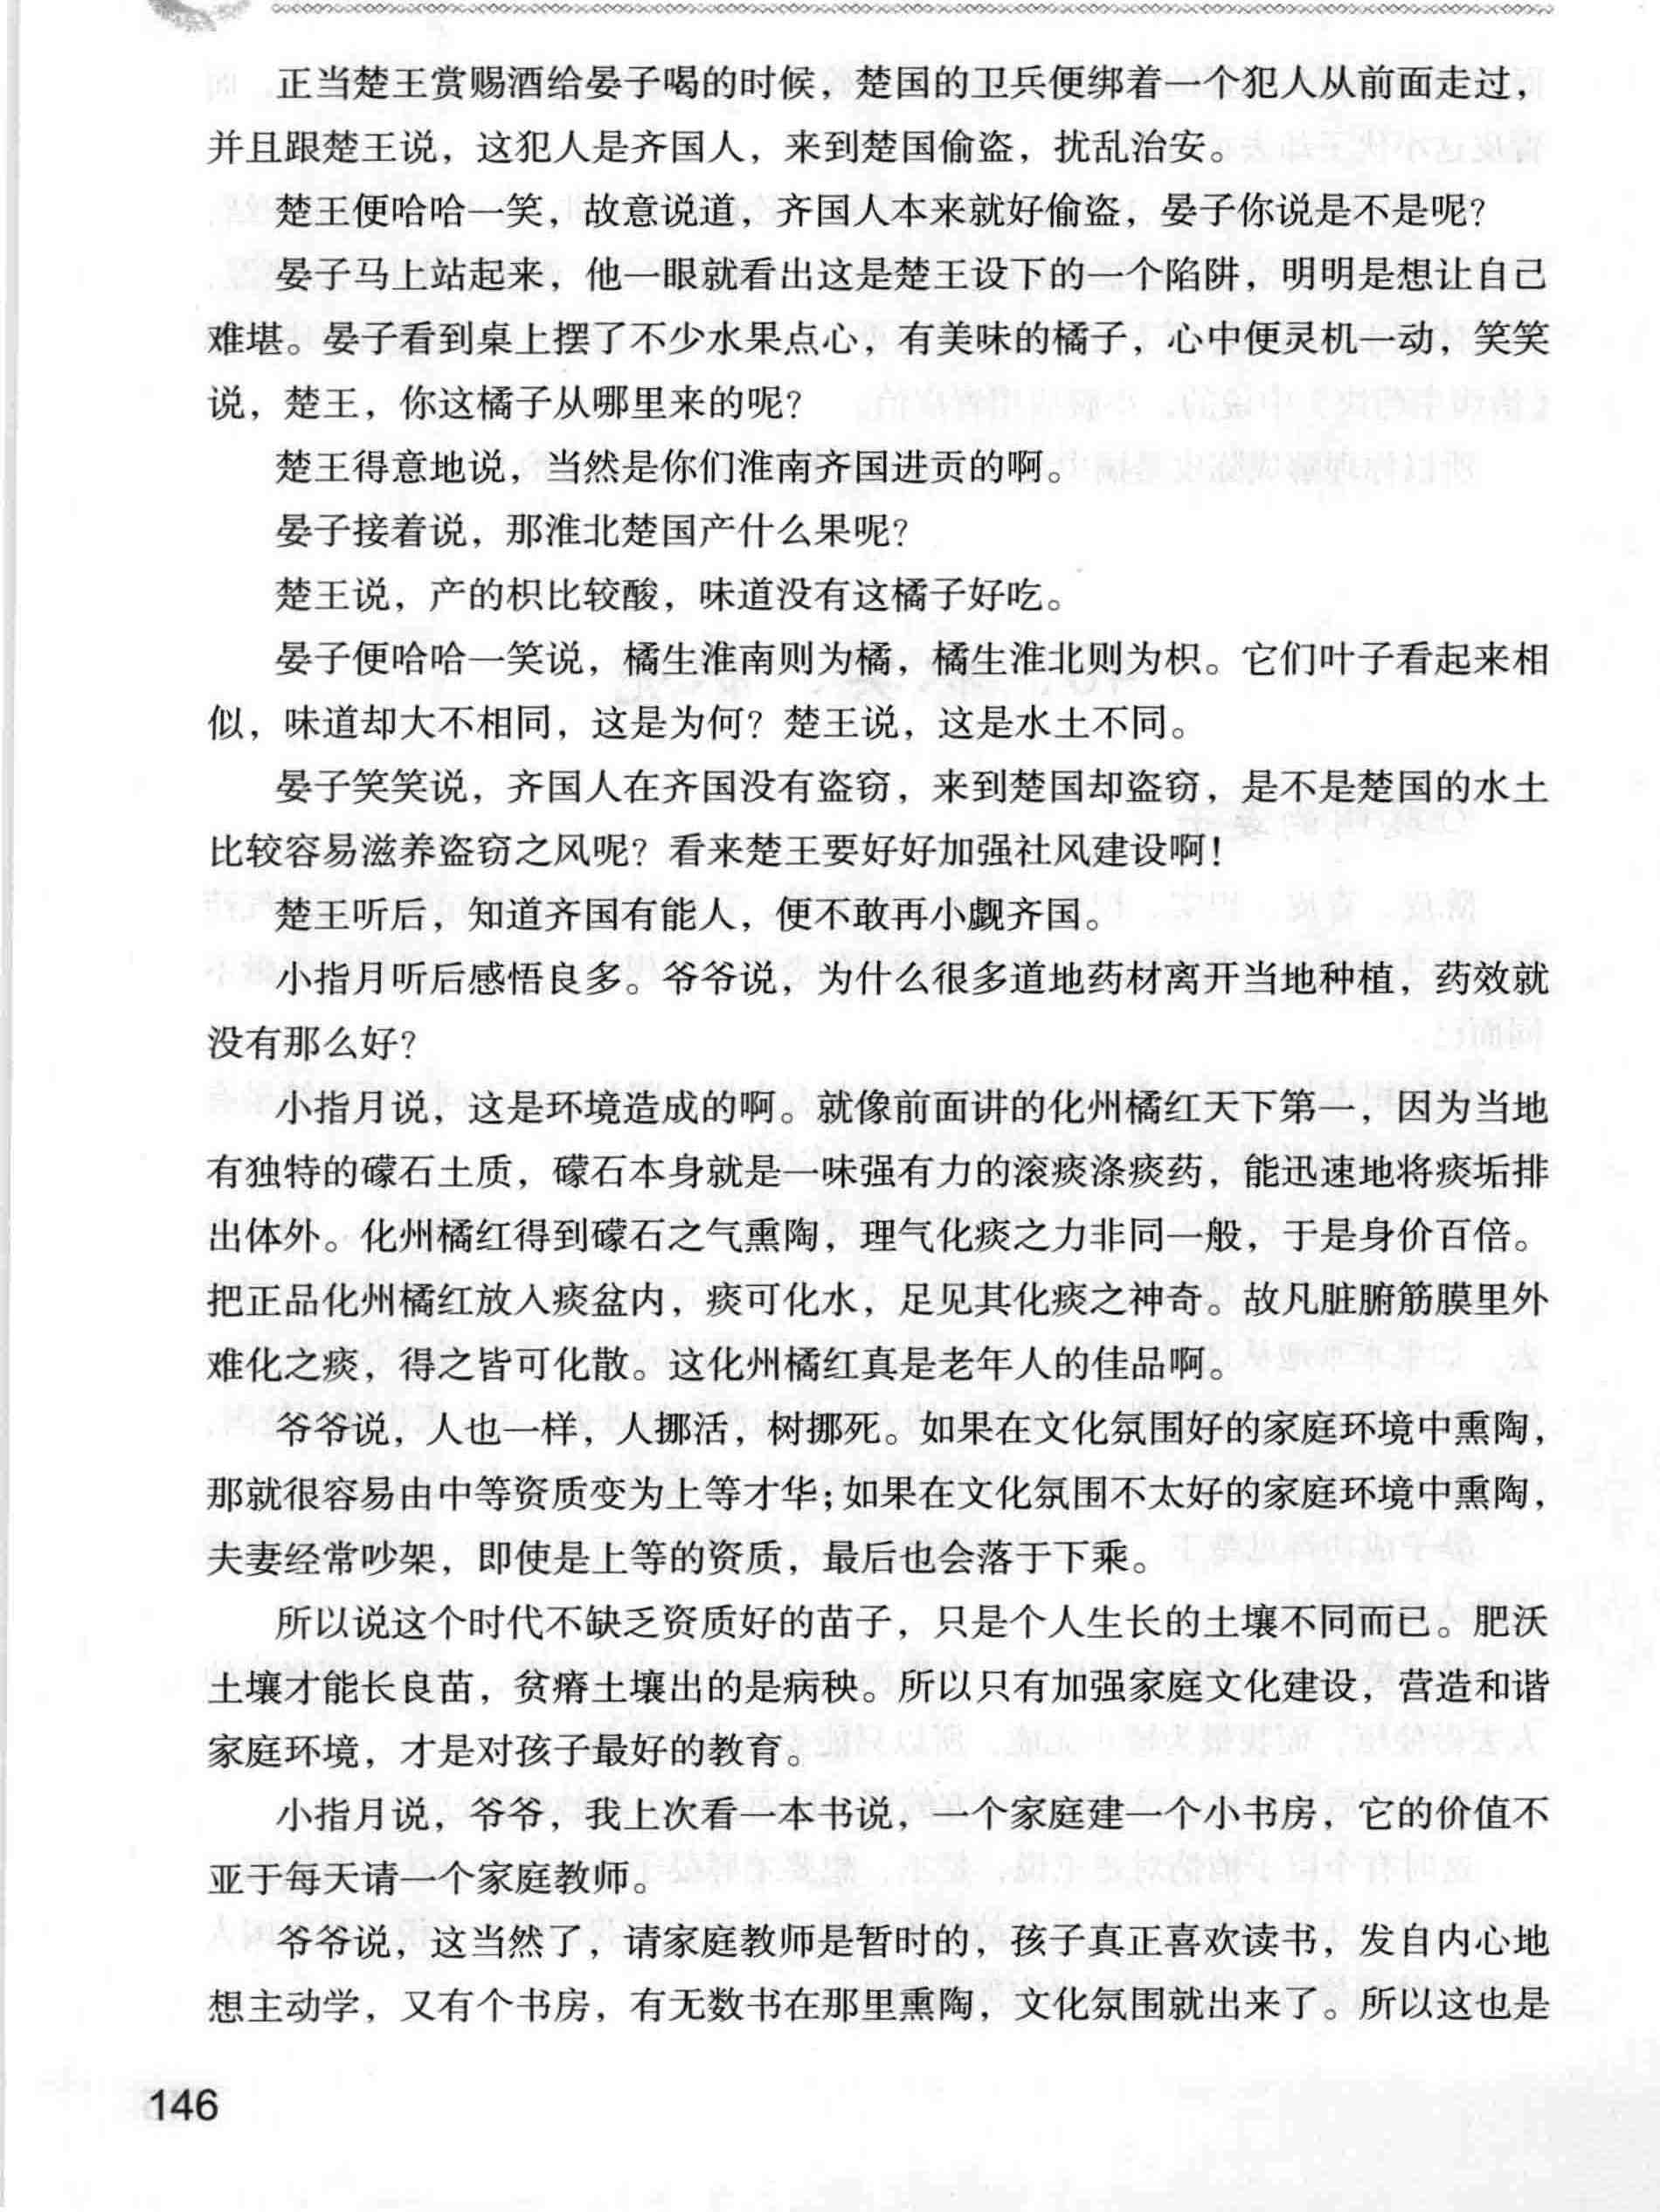 正当楚王赏赐酒给晏子喝的时候，楚国的卫兵便绑着一个犯人从前面走过，
并且跟楚王说，这犯人是齐国人，来到楚国偷盗，扰乱治安。
楚王便哈哈一笑，故意说道，齐国人本来就好偷盗，晏子你说是不是呢？
晏子马上站起来，他一眼就看出这是楚王设下的一个陷阱，明明是想让自己
难堪。晏子看到桌上摆了不少水果点心，有美味的橘子，心中便灵机一动，笑笑
说，楚王，你这橘子从哪里来的呢？
楚王得意地说，当然是你们淮南齐国进贡的啊。
晏子接着说，那淮北楚国产什么果呢？
楚王说，产的枳比较酸，味道没有这橘子好吃。
晏子便哈哈一笑说，橘生淮南则为橘，橘生淮北则为枳。它们叶子看起来相
似，味道却大不相同，这是为何？楚王说，这是水土不同。
晏子笑笑说，齐国人在齐国没有盗窃，来到楚国却盗窃，是不是楚国的水土
比较容易滋养盗窃之风呢？看来楚王要好好加强社风建设啊！
楚王听后，知道齐国有能人，便不敢再小觑齐国。
小指月听后感悟良多。爷爷说，为什么很多道地药材离开当地种植，药效就
没有那么好？
小指月说，这是环境造成的啊。就像前面讲的化州橘红天下第一，因为当地
有独特的礞石土质，礞石本身就是一味强有力的滚痰涤痰药，能迅速地将痰垢排
出体外。化州橘红得到礞石之气熏陶，理气化痰之力非同一般，于是身价百倍。
把正品化州橘红放入痰盆内，痰可化水，足见其化痰之神奇。故凡脏腑筋膜里外
难化之痰，得之皆可化散。这化州橘红真是老年人的佳品啊。
爷爷说，人也一样，人挪活，树挪死。如果在文化氛围好的家庭环境中熏陶，
那就很容易由中等资质变为上等才华；如果在文化氛围不太好的家庭环境中熏陶，
夫妻经常吵架，即使是上等的资质，最后也会落于下乘。
所以说这个时代不缺乏资质好的苗子，只是个人生长的土壤不同而已。肥沃
土壤才能长良苗，贫瘠土壤出的是病秧。所以只有加强家庭文化建设，营造和谐
家庭环境，才是对孩子最好的教育。
小指月说，爷爷，我上次看一本书说，一个家庭建一个小书房，它的价值不
亚于每天请一个家庭教师。
爷爷说，这当然了，请家庭教师是暂时的，孩子真正喜欢读书，发自内心地
想主动学，又有个书房，有无数书在那里熏陶，文化氛围就出来了。所以这也是
146